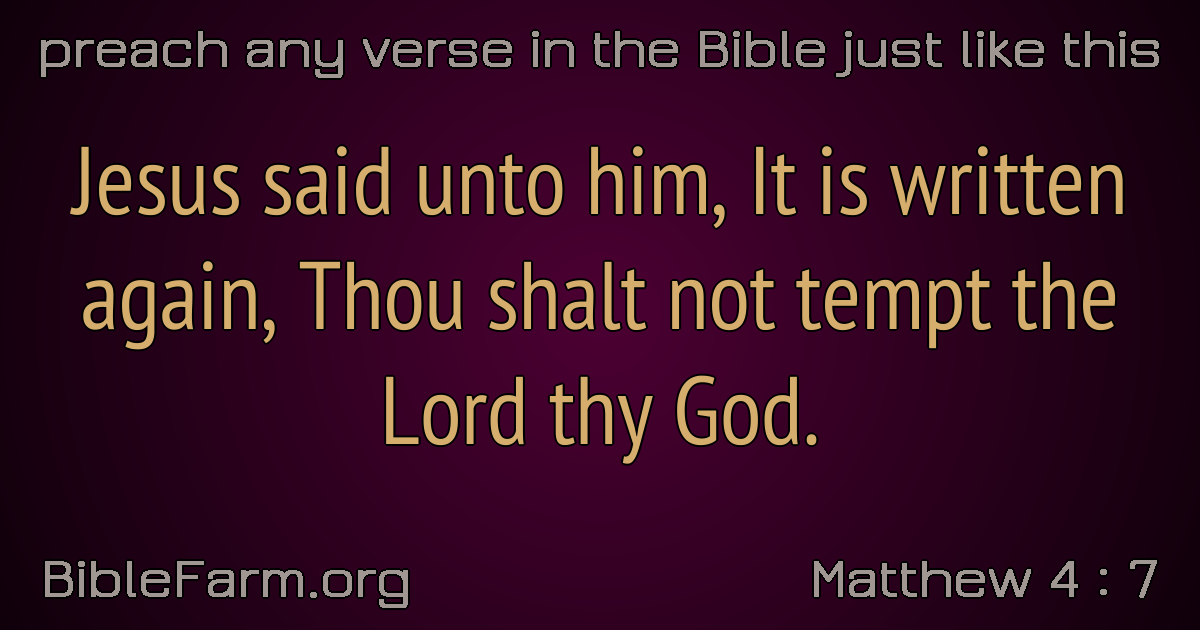 preach any verse in the Bible just like this
Jesus said unto him, It is written
again, Thou shalt not tempt the
Lord thy God.
BibleFarm.org
Matthew 4 : 7